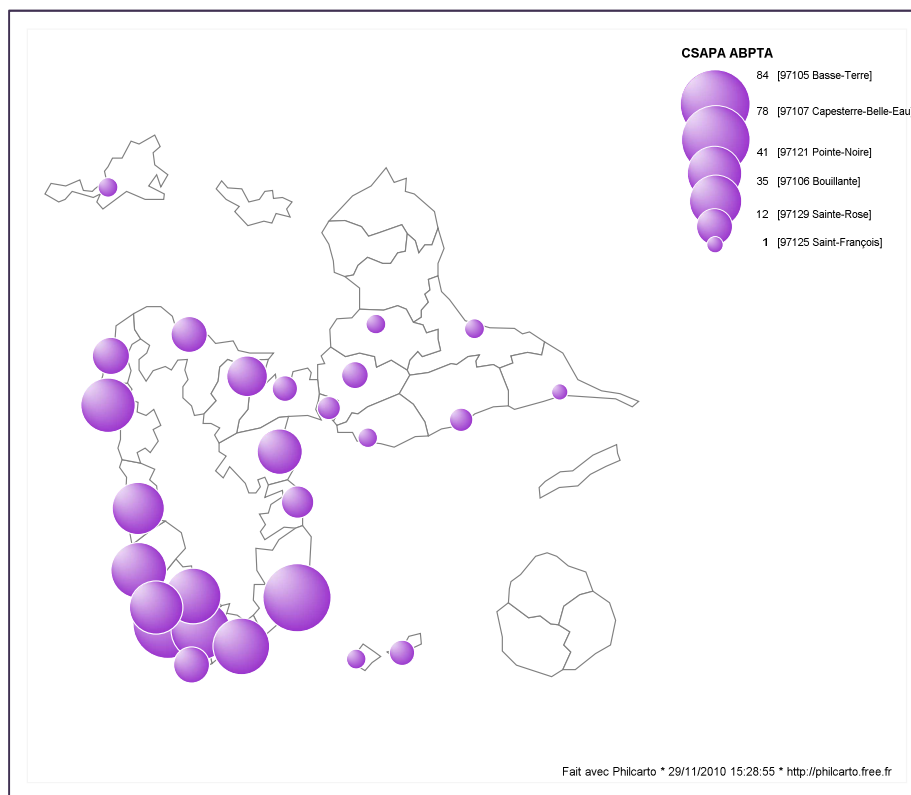 CSAPA ABPTA
84 [97105 Basse-Terre]
78 [97107 Capesterre-Belle-Eau
41 [97121 Pointe-Noire]
35 [97106 Bouillante]
12 [97129 Sainte-Rose]
1 [97125 Saint-François]
Fait avec Philcarto * 29/11/2010 15:28:55 * http://philcarto.free.fr